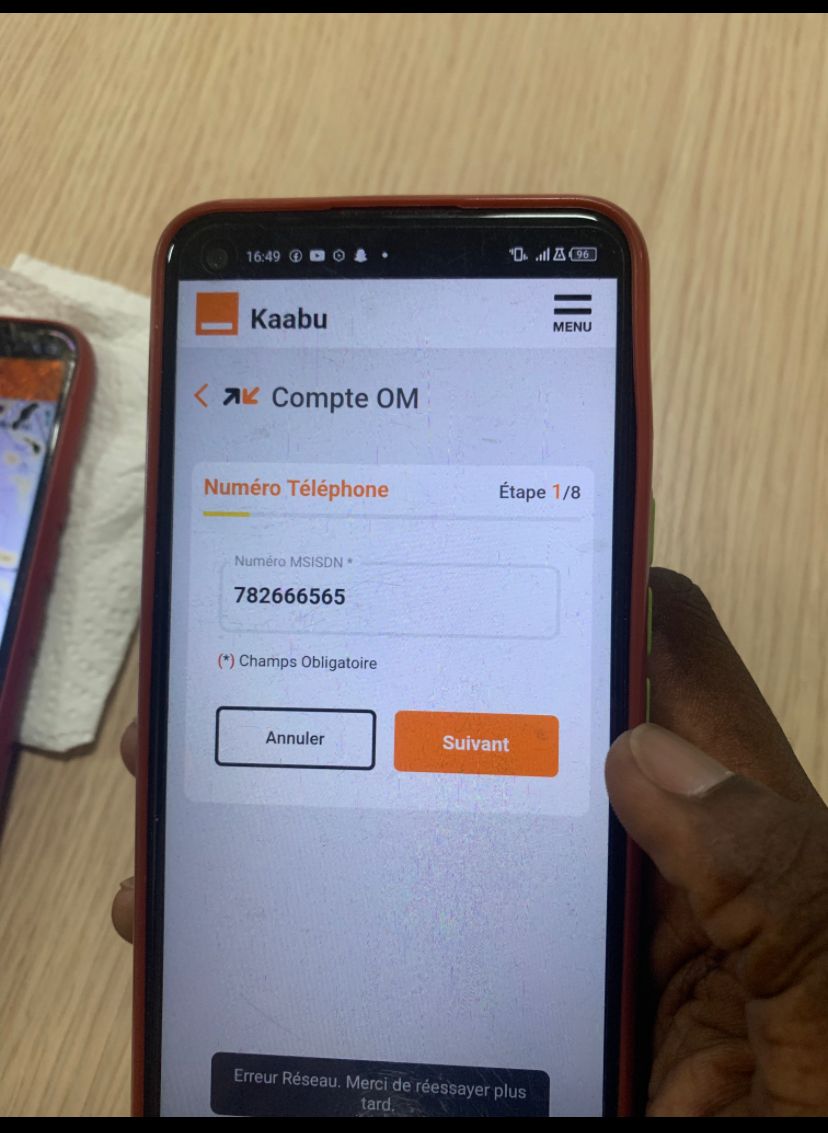 16:49
96
Kaabu
MENU
Compte OM
Numéro Téléphone
Étape 1/8
Numéro MSISDN *
782666565
(*) Champs Obligatoire
Annuler
Suivant
Erreur Réseau. Merci de réessayer plus
tard.